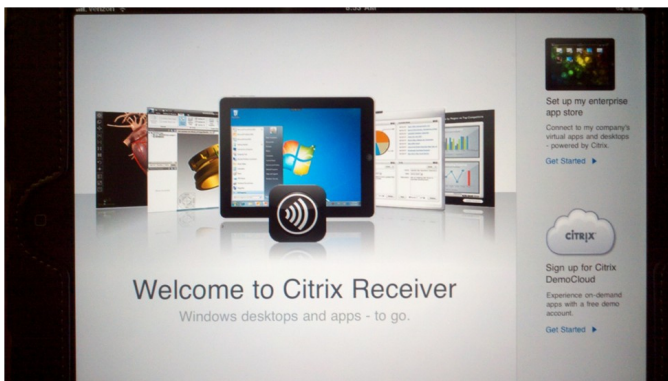 Set up my enterprise
app store
Connect to my company's
virtual apps and desktops
- powered by Citrix.
Get Started
CİTRIX
Sign up for Citrix
DemoCloud
Experience on-demand
apps with a free demo
account.
Get Started
Welcome to Citrix Receiver
Windows desktops and apps - to go.